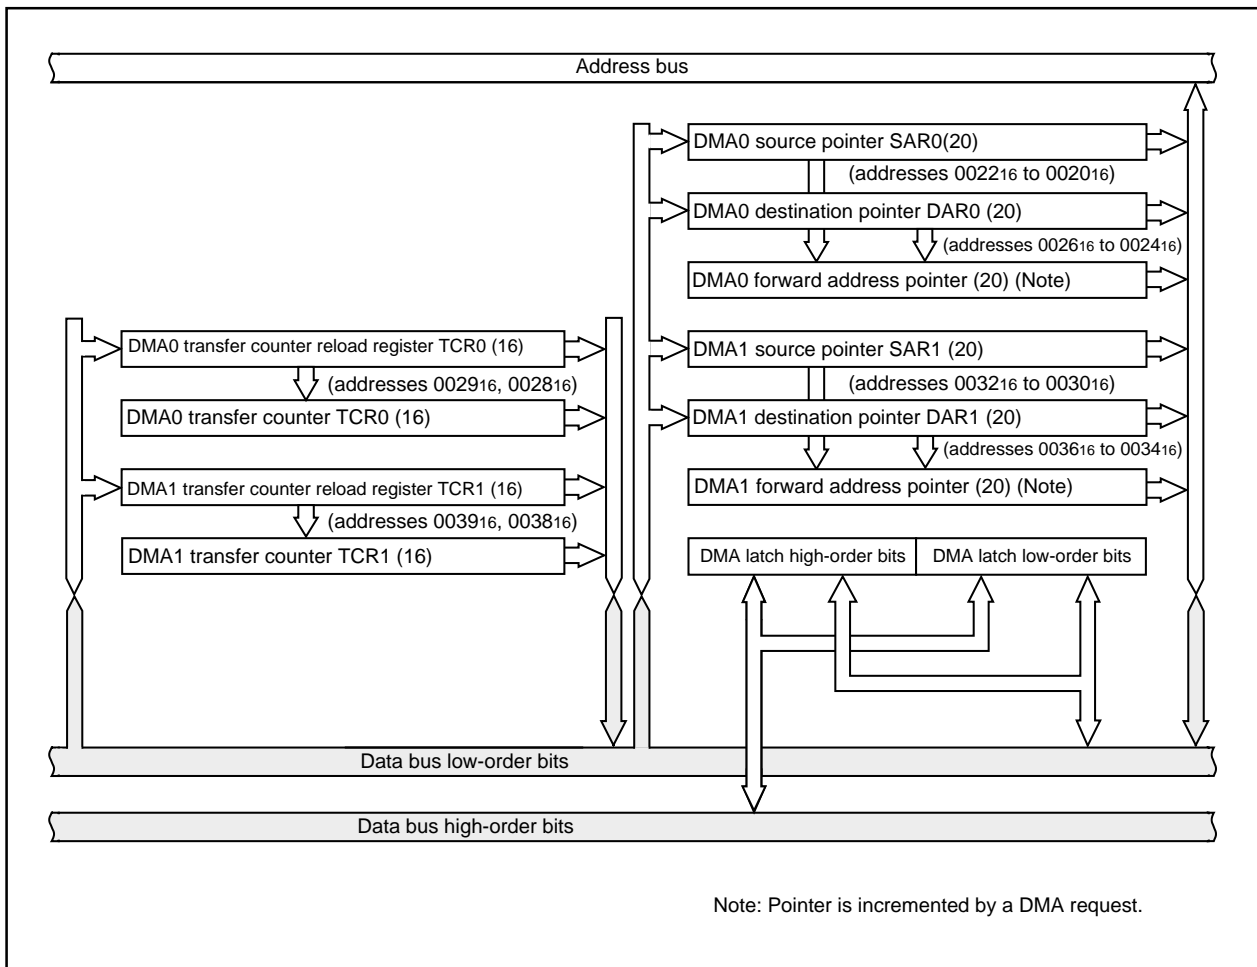 Address bus
DMA0 source pointer SAR0(20)
(addresses 002216 to 002016)
DMA0 destination pointer DAR0 (20)
(addresses 002616 to 002416)
DMA0 forward address pointer (20) (Note)
DMA0 transfer counter reload register TCR0 (16)
(addresses 002916, 002816)
DMA0 transfer counter TCR0 (16)
DMA1 transfer counter reload register TCR1 (16)
(addresses 003916, 003816)
DMA1 transfer counter TCR1 (16)
DMA1 source pointer SAR1 (20)
(addresses 003216 to 003016)
DMA1 destination pointer DAR1 (20)
(addresses 003616 to 003416)
DMA1 forward address pointer (20) (Note)
DMA latch high-order bits
DMA latch low-order bits
Data bus low-order bits
Data bus high-order bits
Note: Pointer is incremented by a DMA request.